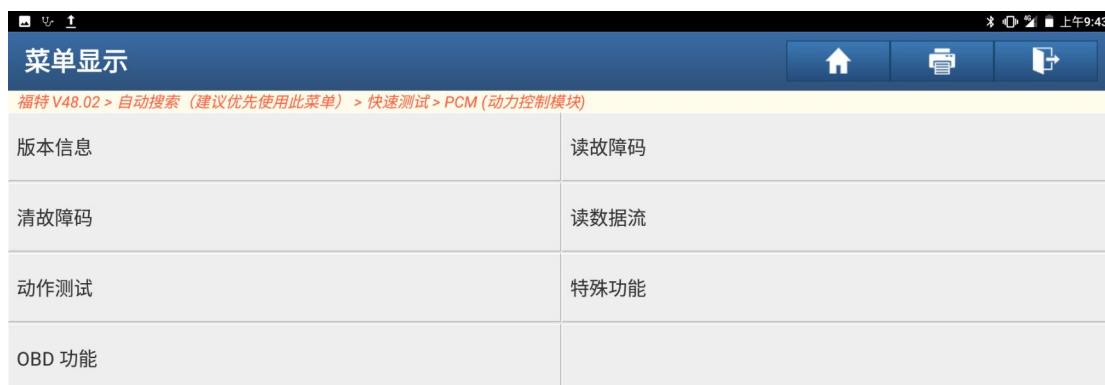 4G 上午9:43
菜单显示
福特 V48.02 > 自动搜索（建议优先使用此菜单） > 快速测试 > PCM (动力控制模块)
版本信息 读故障码
清故障码 读数据流
动作测试 特殊功能
OBD 功能